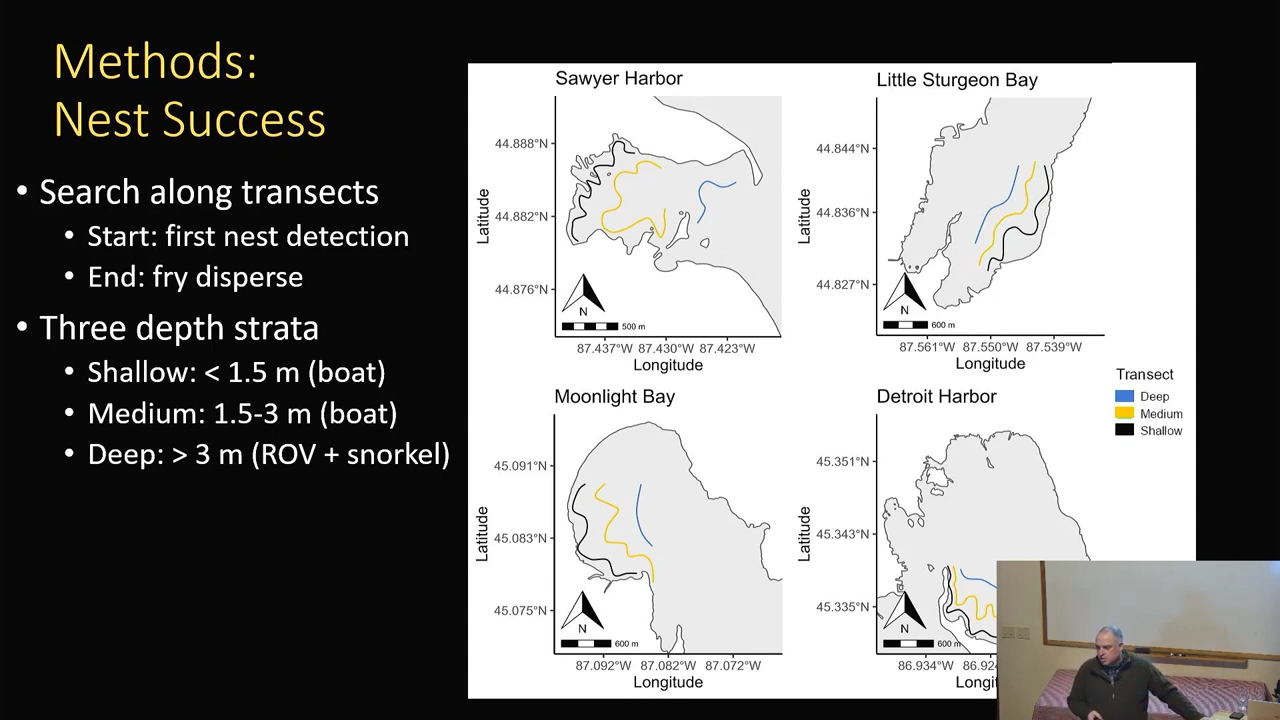 Methods:
Nest Success
• Search along transects
• Start: first nest detection
• End: fry disperse
• Three depth strata
• Shallow: < 1.5 m (boat)
• Medium: 1.5-3 m (boat)
• Deep: > 3 m (ROV + snorkel)
Sawyer Harbor
Latitude
44.888°N
44.882°N
44.876°N
N
500 m
87.437°W 87.430°W 87.423°W
Longitude
Little Sturgeon Bay
Latitude
44.844°N
44.836°N
44.827°N
N
600 m
87.561°W 87.550°W 87.539°W
Longitude
Moonlight Bay
Latitude
45.091°N
45.083°N
45.075°N
N
600 m
87.092°W 87.082°W 87.072°W
Longitude
Detroit Harbor
Latitude
45.351°N
45.343°N
45.335°N
N
600 m
86.934°W 86.924
Longit
Transect
Deep
Medium
Shallow